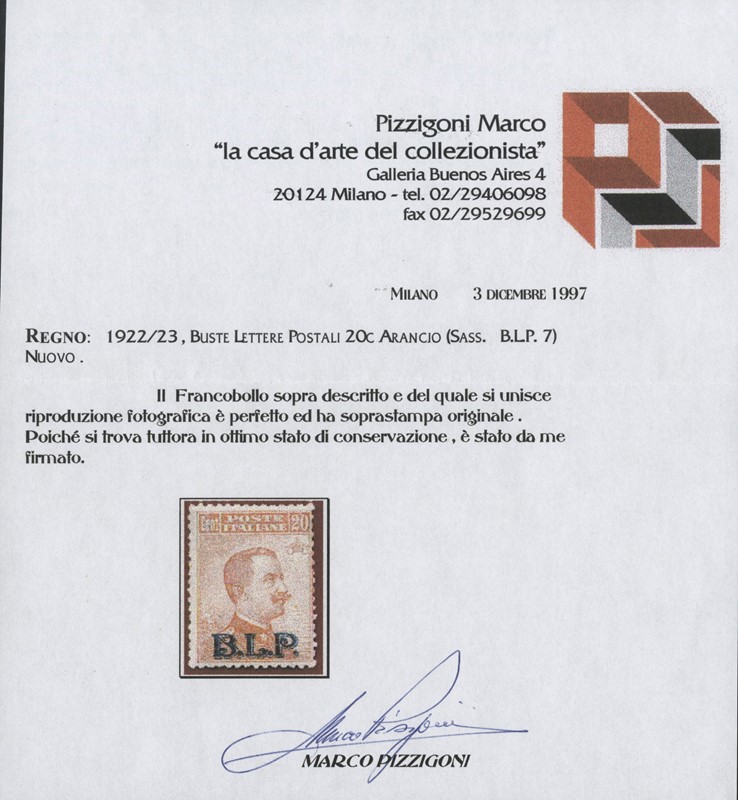 Pizzigoni Marco
"la casa d'arte del collezionista"
Galleria Buenos Aires 4
20124 Milano - tel. 02/29406098
fax 02/29529699
Milano 3 dicembre 1997
Regno: 1922/23, Buste Lettere Postali 20c Arancio (Sass. B.L.P. 7)
Nuovo.
Il Francobollo sopra descritto e del quale si unisce
riproduzione fotografica è perfetto ed ha soprastampa originale.
Poiché si trova tuttora in ottimo stato di conservazione, è stato da me
firmato.
Cent. POSTE 20
ITALIANE
B.L.P.
Marco Pizzigoni
MARCO PIZZIGONI